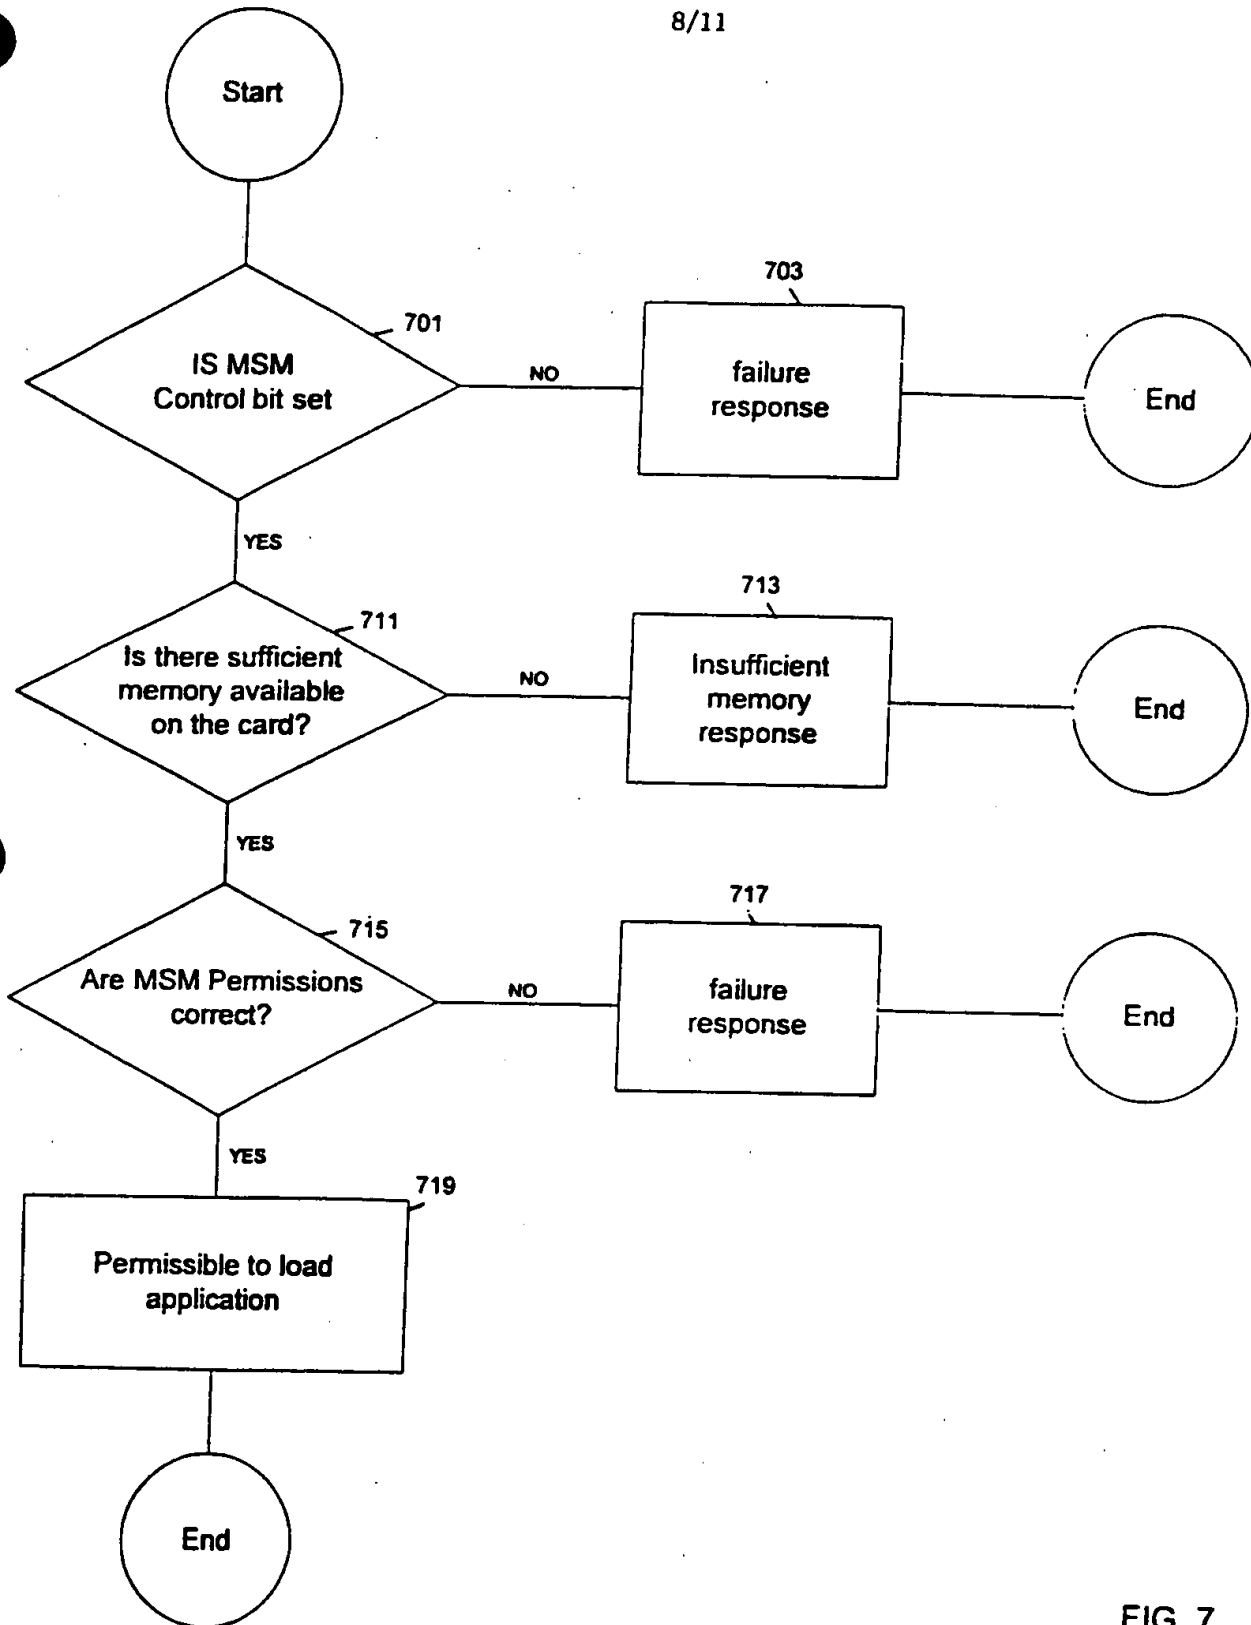 8/11
Start
701
IS MSM
Control bit set
NO
703
failure
response
End
YES
711
Is there sufficient
memory available
on the card?
NO
713
Insufficient
memory
response
End
YES
715
Are MSM Permissions
correct?
NO
717
failure
response
End
YES
719
Permissible to load
application
End
FIG. 7